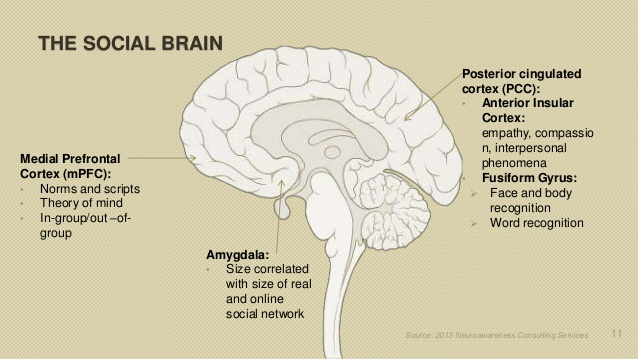 THE SOCIAL BRAIN
Posterior cingulated
cortex (PCC):
• Anterior Insular
Cortex:
empathy, compassio
n, interpersonal
phenomena
• Fusiform Gyrus:
➢ Face and body
recognition
➢ Word recognition
Medial Prefrontal
Cortex (mPFC):
• Norms and scripts
• Theory of mind
• In-group/out –of-
group
Amygdala:
• Size correlated
with size of real
and online
social network
Source: 2013 Neuroawareness Consulting Services
11